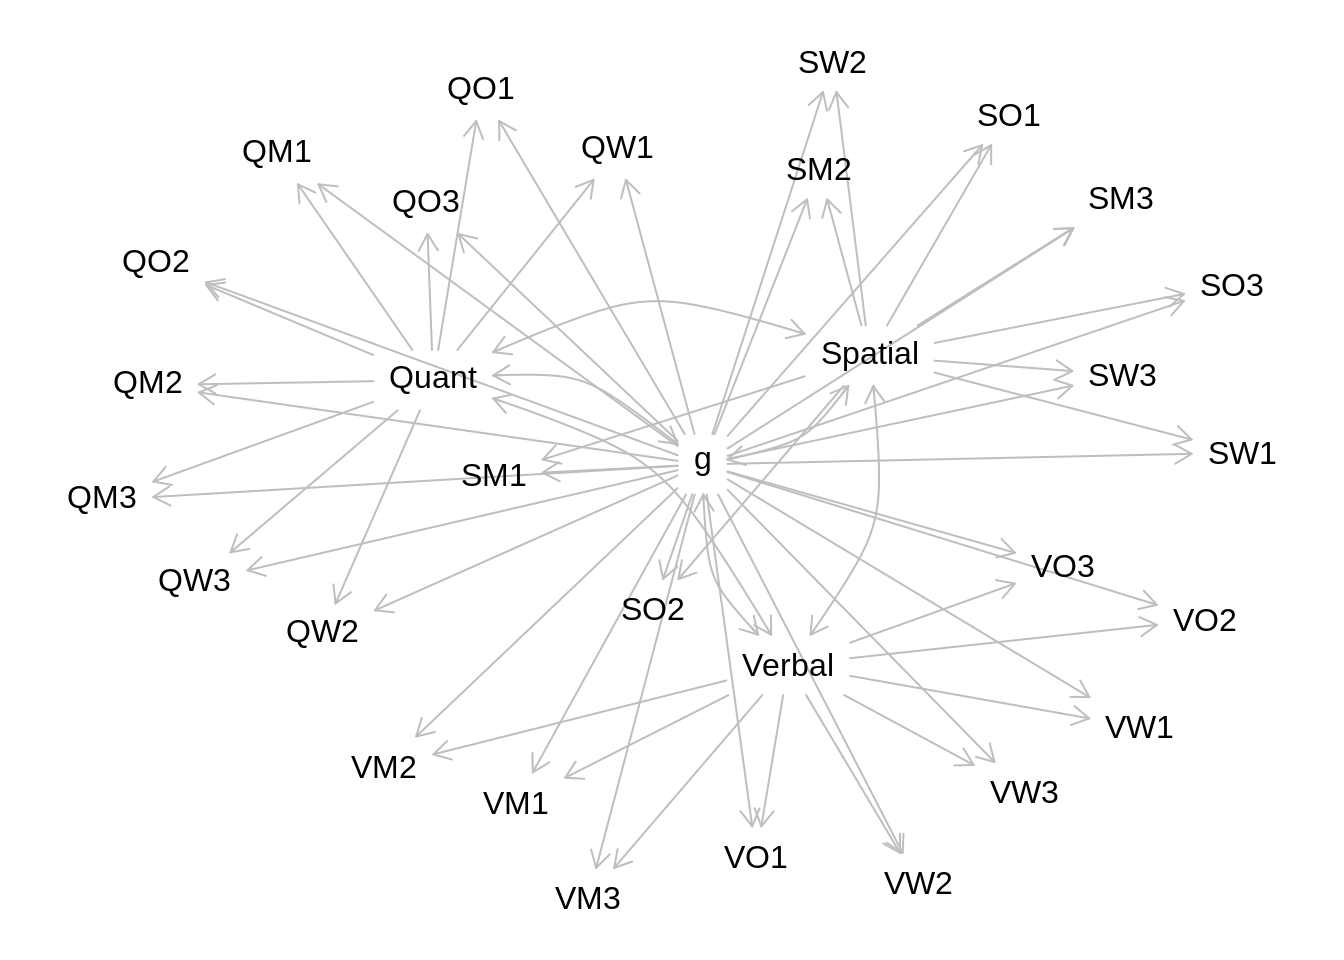 SW2
QO1
SO1
QW1
QM1
SM2
SM3
QO3
QO2
SO3
Spatial
SW3
Quant
QM2
SW1
g
SM1
QM3
VO3
QW3
SO2
VO2
QW2
Verbal
VW1
VM2
VW3
VM1
VO1
VW2
VM3